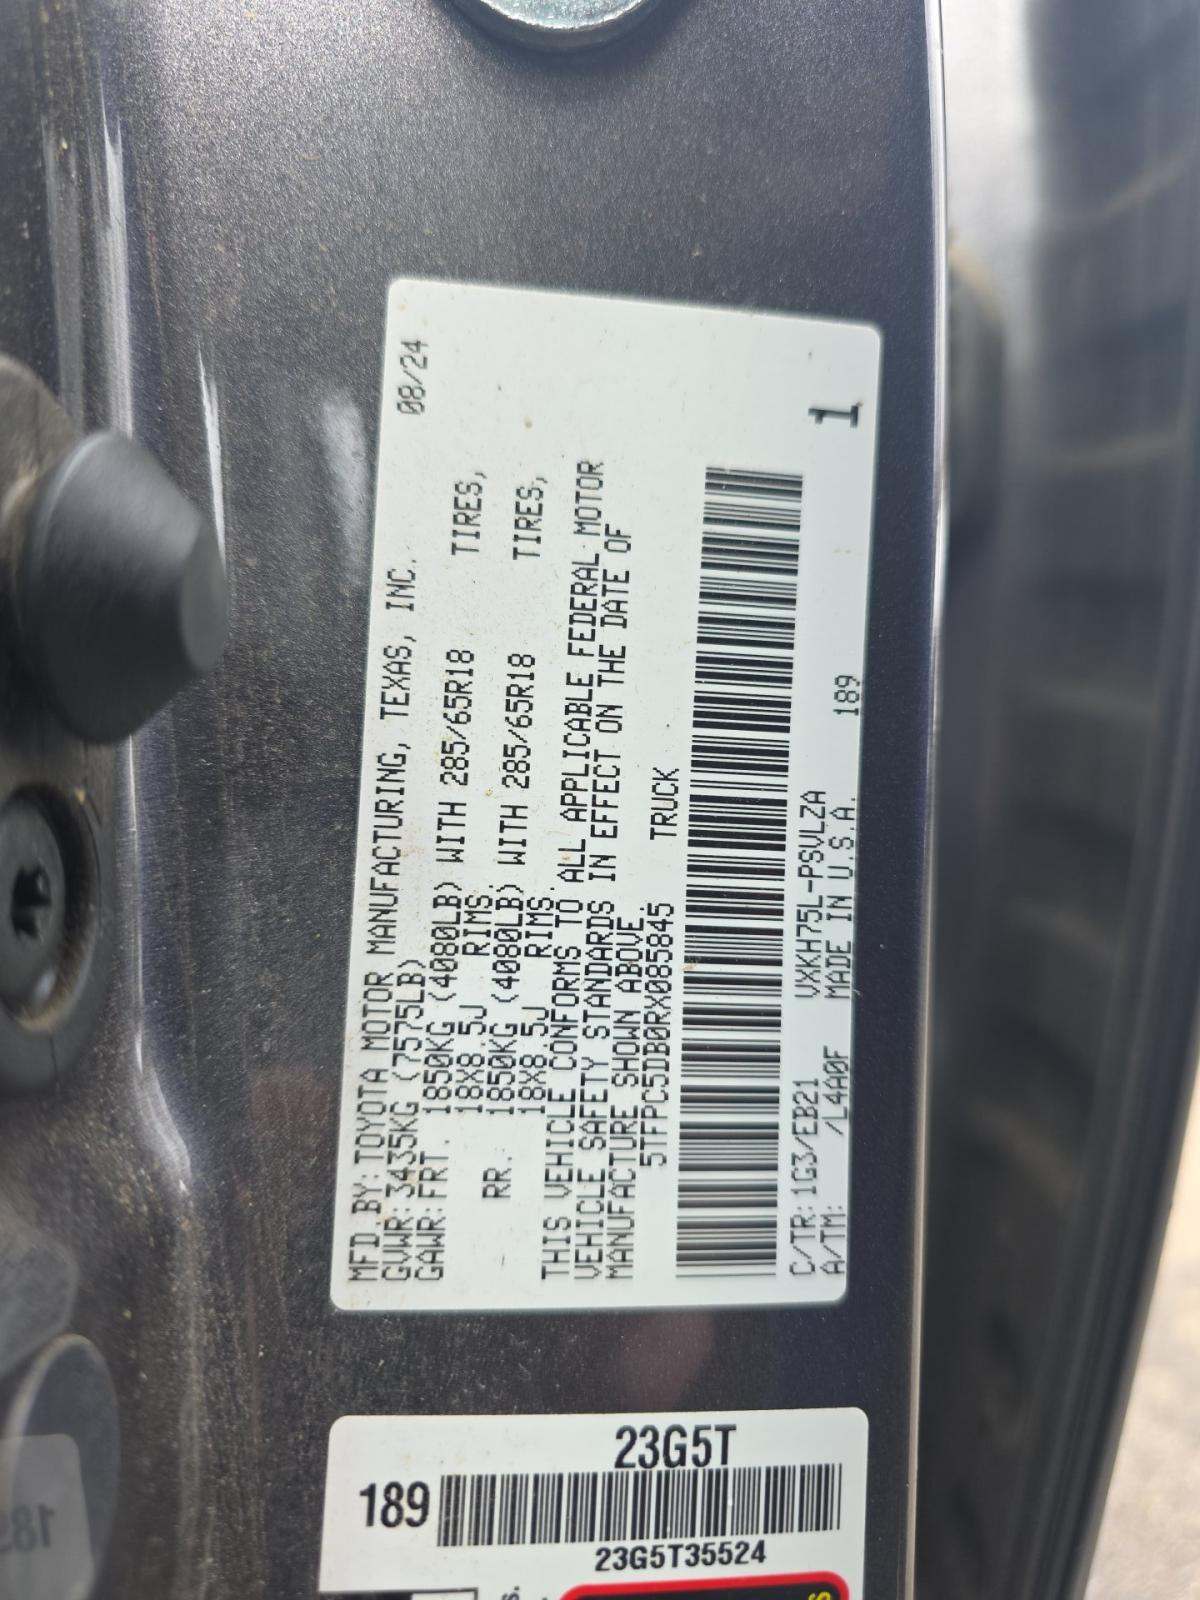 08/24
MFD.BY:TOYOTA MOTOR MANUFACTURING, TEXAS, INC.
GVWR:3435KG (7575LB)
GAWR:FRT. 1850KG (4080LB) WITH 285/65R18 TIRES,
18X8.5J RIMS.
RR. 1850KG (4080LB) WITH 285/65R18 TIRES,
18X8.5J RIMS.
THIS VEHICLE CONFORMS TO ALL APPLICABLE FEDERAL MOTOR
VEHICLE SAFETY STANDARDS IN EFFECT ON THE DATE OF
MANUFACTURE SHOWN ABOVE.
5TFPC5DB0RX085845 TRUCK
C/TR:1G3/EB21 VXKH75L-PSVLZA
A/TM: /L4A0F MADE IN U.S.A. 189 1
23G5T
189
23G5T35524